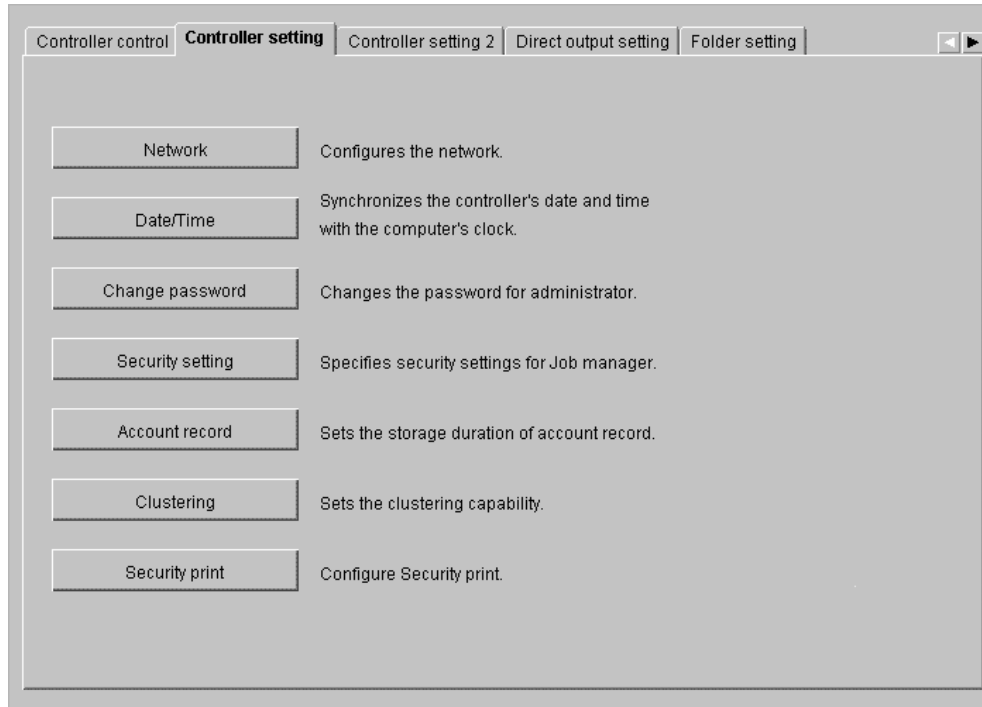 Controller control Controller setting Controller setting 2 Direct output setting Folder setting
Network Configures the network.
Date/Time Synchronizes the controller's date and time
with the computer's clock.
Change password Changes the password for administrator.
Security setting Specifies security settings for Job manager.
Account record Sets the storage duration of account record.
Clustering Sets the clustering capability.
Security print Configure Security print.